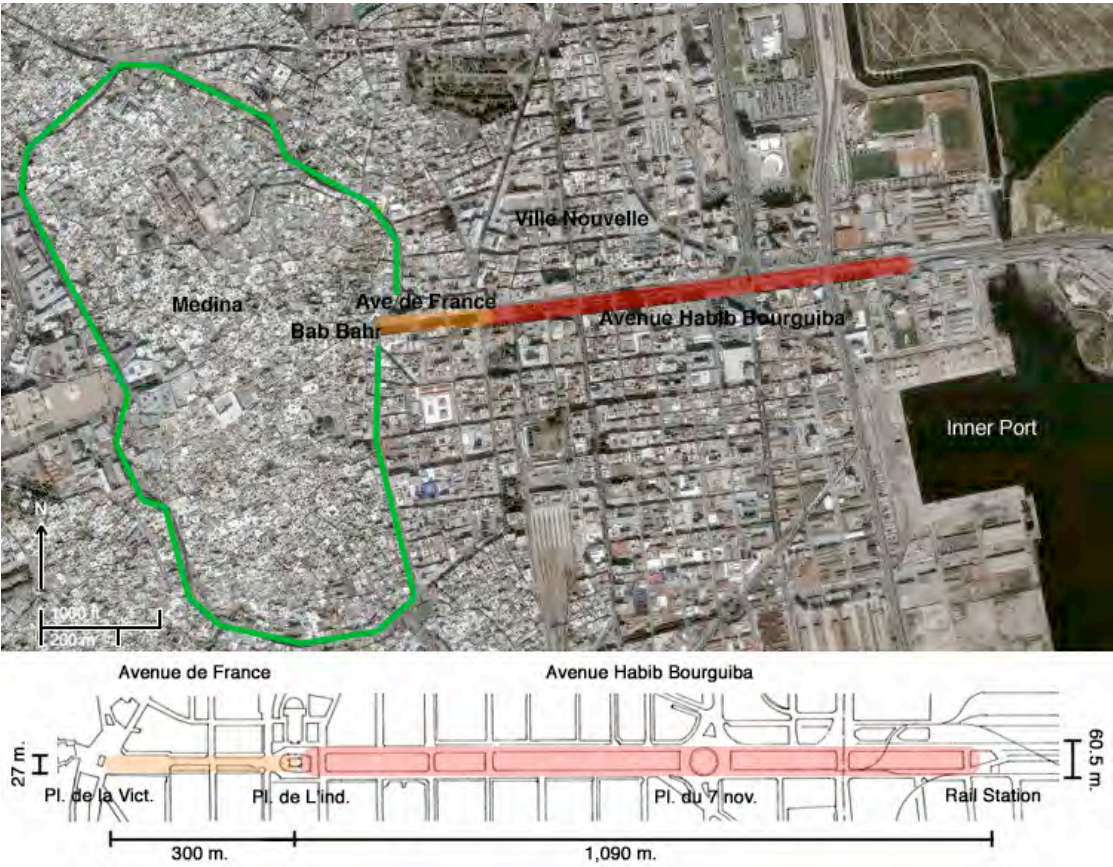 Ville Nouvelle
Medina
Ave de France
Bab Bahr
Avenue Habib Bourguiba
Inner Port
N
1000 ft
200 m
Avenue de France
Avenue Habib Bourguiba
27 m.
60.5 m.
Pl. de la Vict.
Pl. de L'ind.
Pl. du 7 nov.
Rail Station
300 m.
1,090 m.